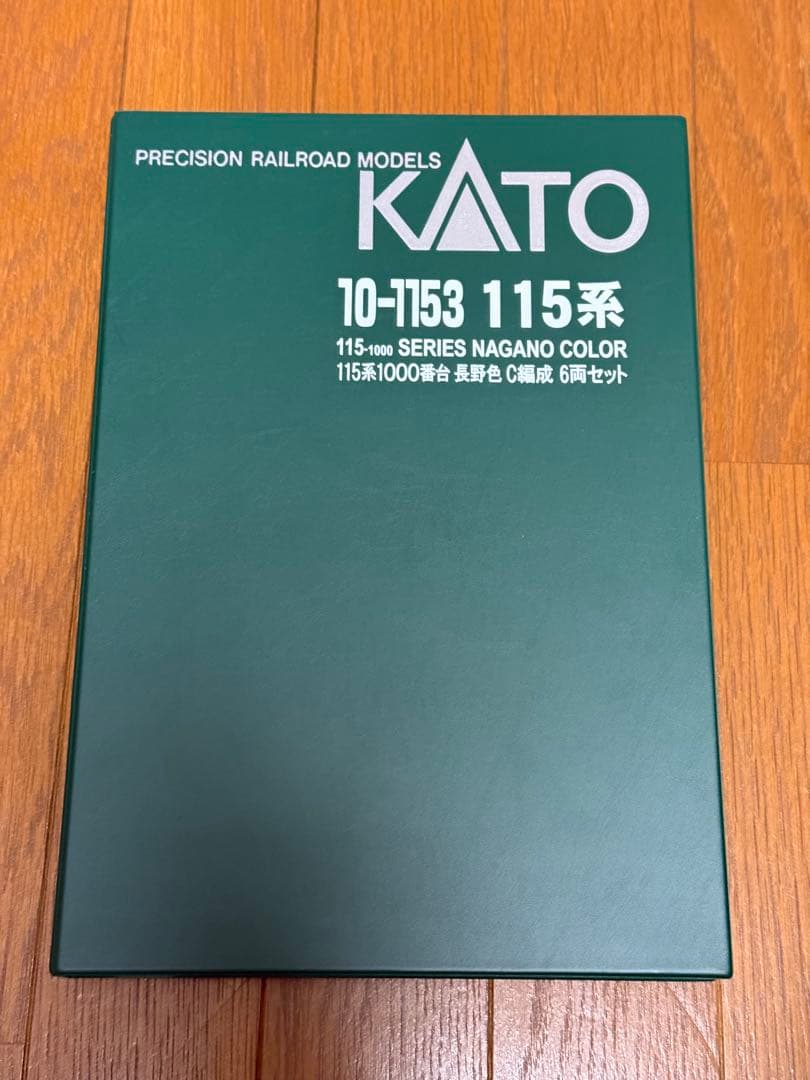 PRECISION RAILROAD MODELS
KATO
10-1153 115系
115-1000 SERIES NAGANO COLOR
115系1000番台 長野色 C編成 6両セット